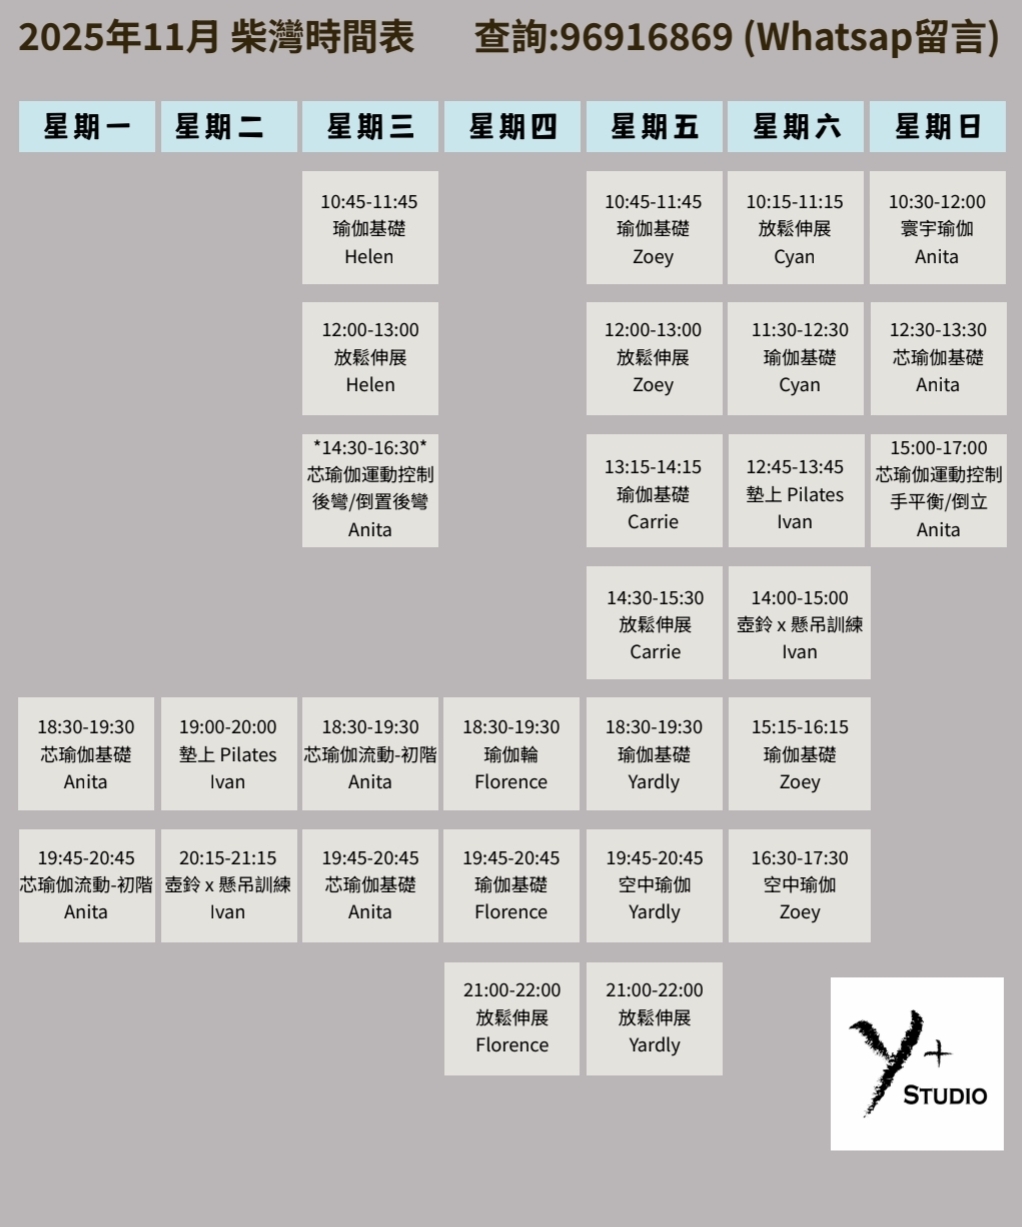 2025年11月 柴灣時間表
查詢:96916869 (Whatsap留言)
星期一
星期二
星期三
星期四
星期五
星期六
星期日
10:45-11:45
瑜伽基礎
Helen
10:45-11:45
瑜伽基礎
Zoey
10:15-11:15
放鬆伸展
Cyan
10:30-12:00
寰宇瑜伽
Anita
12:00-13:00
放鬆伸展
Helen
12:00-13:00
放鬆伸展
Zoey
11:30-12:30
瑜伽基礎
Cyan
12:30-13:30
芯瑜伽基礎
Anita
*14:30-16:30*
芯瑜伽運動控制
後彎/倒置後彎
Anita
13:15-14:15
瑜伽基礎
Carrie
12:45-13:45
墊上 Pilates
Ivan
15:00-17:00
芯瑜伽運動控制
手平衡/倒立
Anita
14:30-15:30
放鬆伸展
Carrie
14:00-15:00
壺鈴 x 懸吊訓練
Ivan
18:30-19:30
芯瑜伽基礎
Anita
19:00-20:00
墊上 Pilates
Ivan
18:30-19:30
芯瑜伽流動-初階
Anita
18:30-19:30
瑜伽輪
Florence
18:30-19:30
瑜伽基礎
Yardly
15:15-16:15
瑜伽基礎
Zoey
19:45-20:45
芯瑜伽流動-初階
Anita
20:15-21:15
壺鈴 x 懸吊訓練
Ivan
19:45-20:45
芯瑜伽基礎
Anita
19:45-20:45
瑜伽基礎
Florence
19:45-20:45
空中瑜伽
Yardly
16:30-17:30
空中瑜伽
Zoey
21:00-22:00
放鬆伸展
Florence
21:00-22:00
放鬆伸展
Yardly
Y+
STUDIO